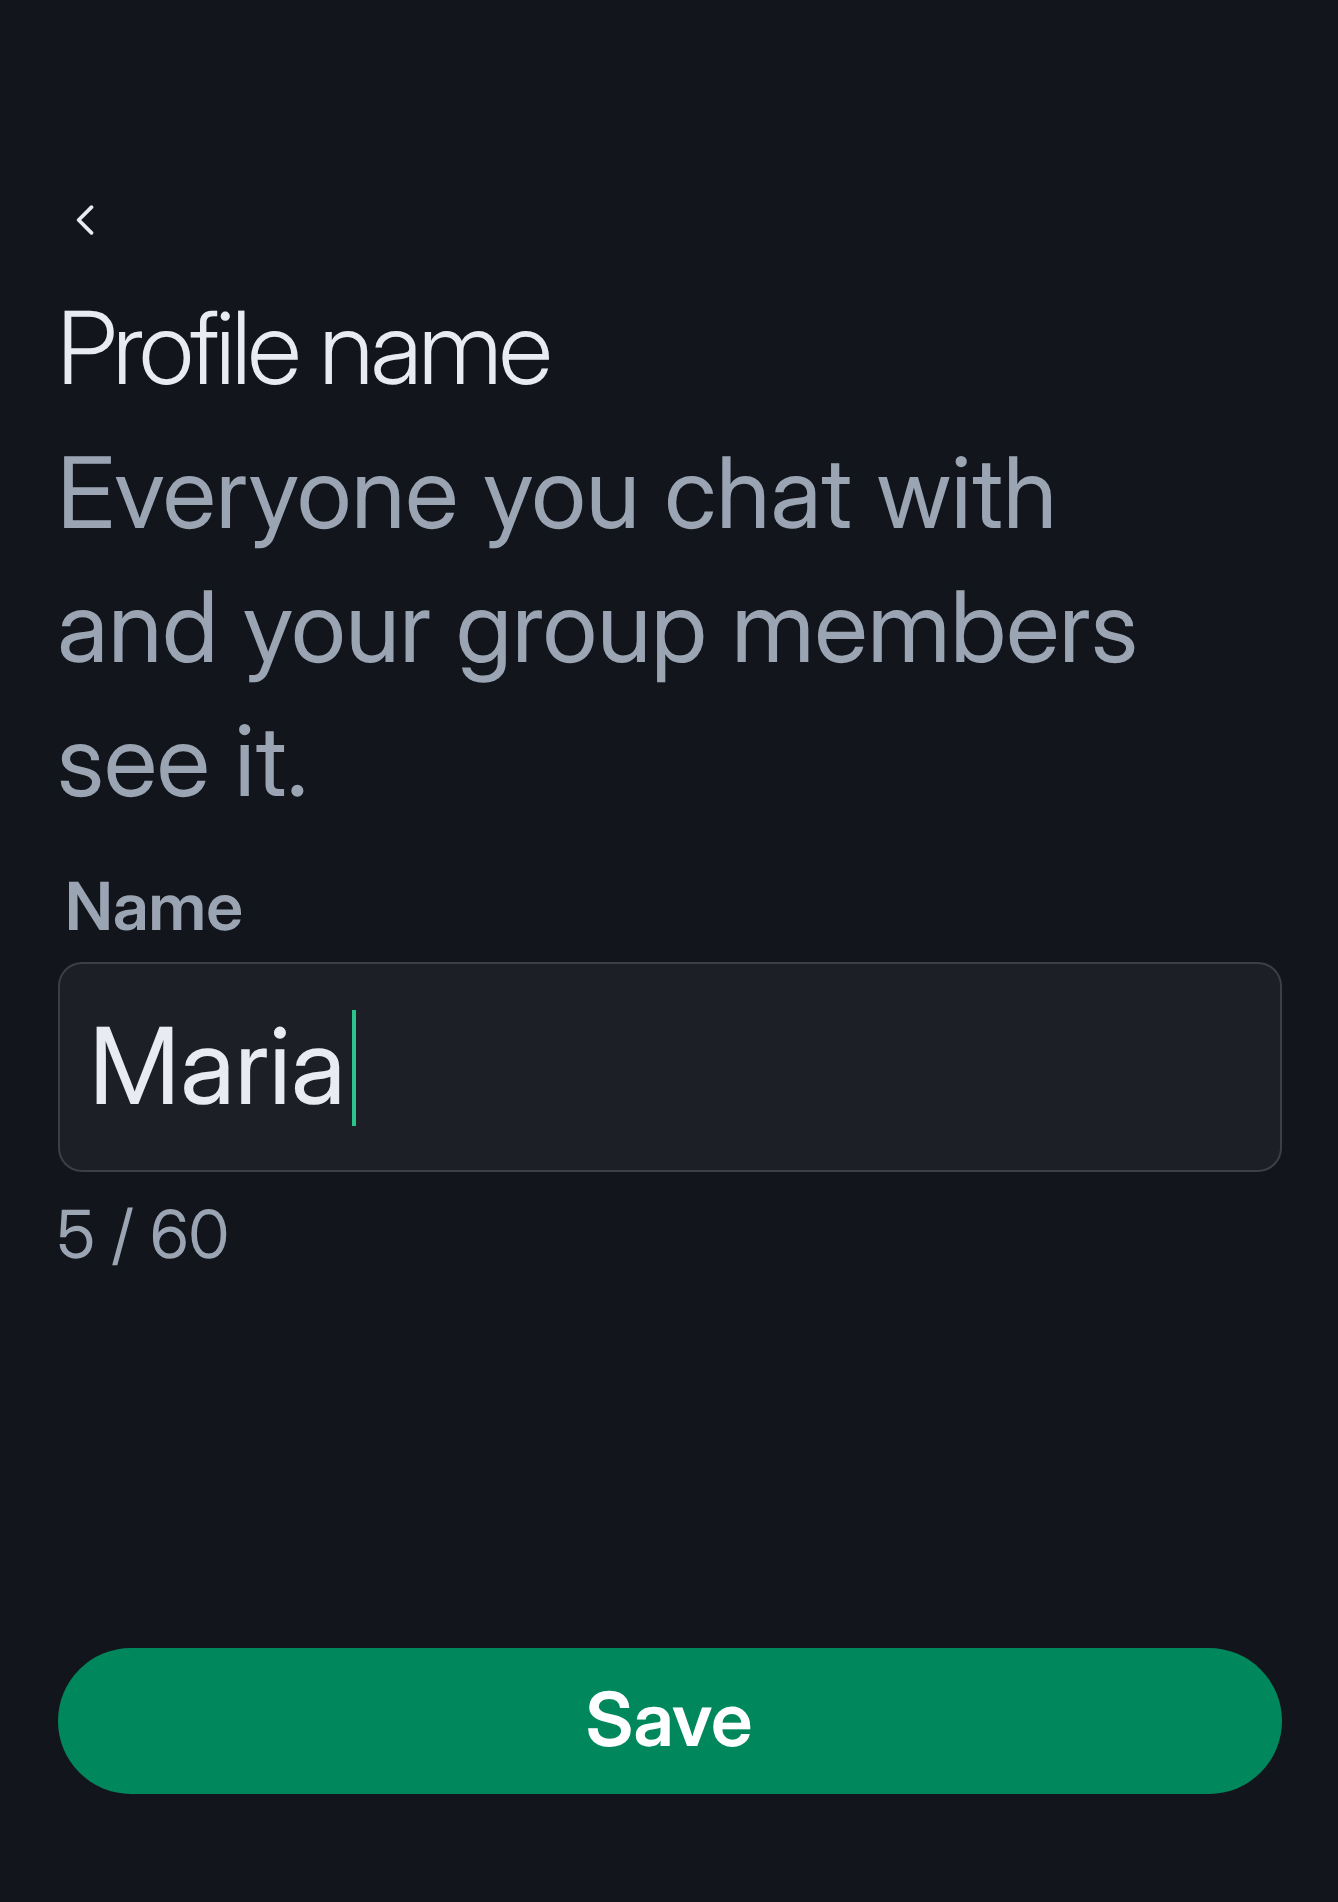 Profile name
Everyone you chat with
and your group members
see it.
Name
Maria
5 / 60
Save